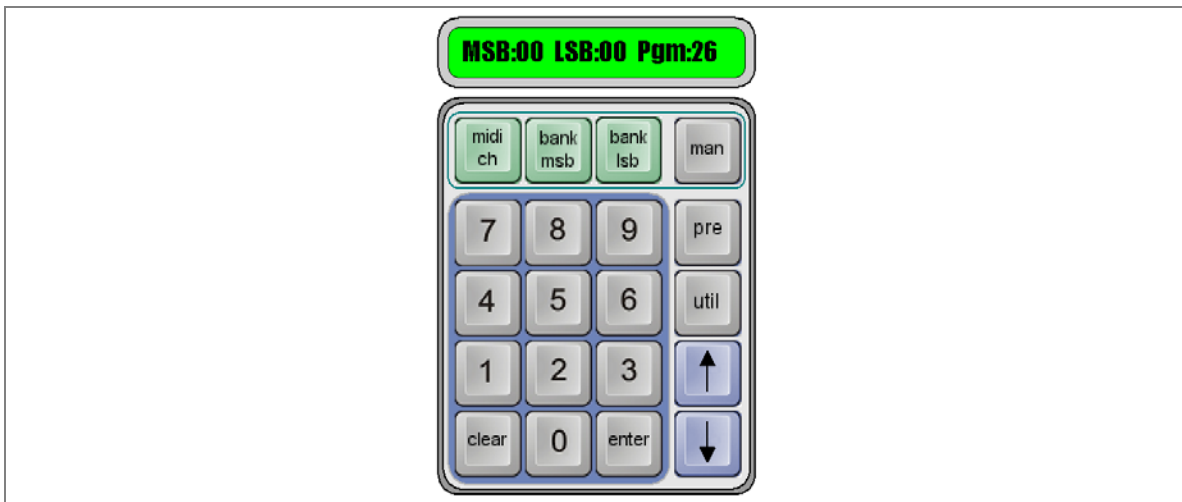 MSB:00 LSB:00 Pgm:26
midi ch bank msb bank lsb man
7 8 9 pre
4 5 6 util
1 2 3
clear 0 enter